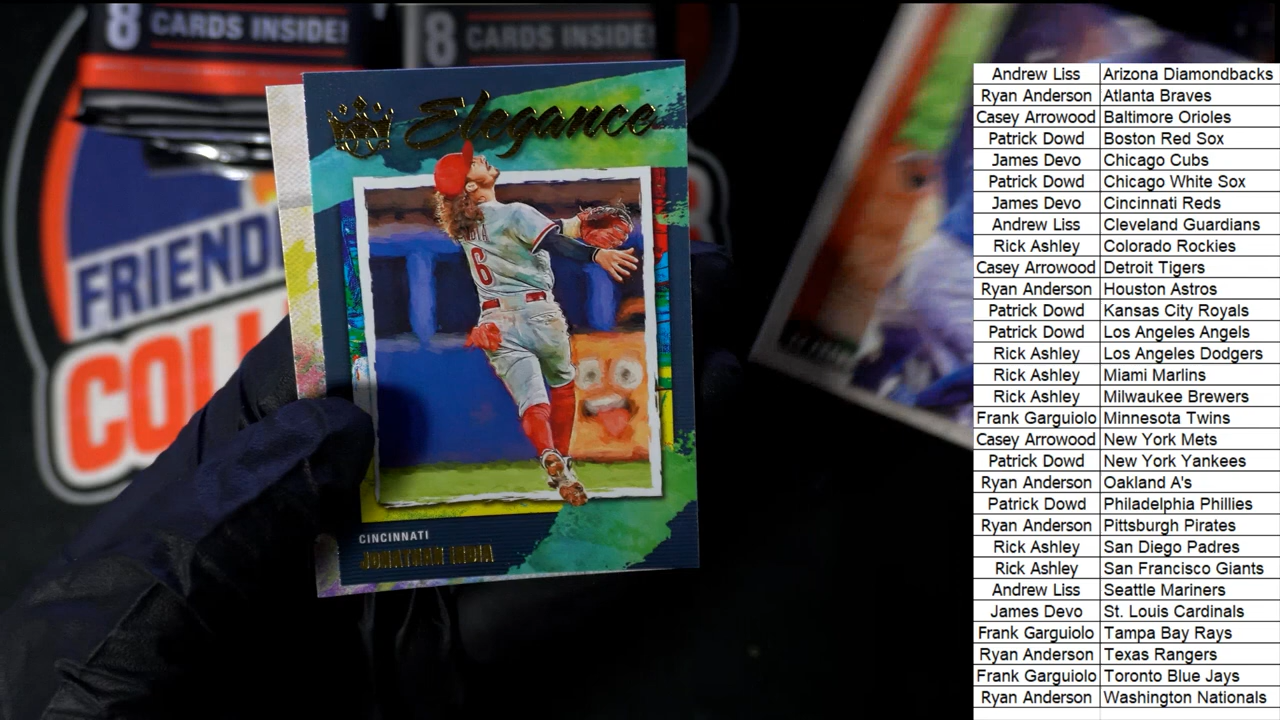 8 CARDS INSIDE!
8 CARDS INSIDE!
FRIEND
COLL
Elegance
INDIA
6
CINCINNATI
JONATHAN INDIA
Andrew Liss Arizona Diamondbacks
Ryan Anderson Atlanta Braves
Casey Arrowood Baltimore Orioles
Patrick Dowd Boston Red Sox
James Devo Chicago Cubs
Patrick Dowd Chicago White Sox
James Devo Cincinnati Reds
Andrew Liss Cleveland Guardians
Rick Ashley Colorado Rockies
Casey Arrowood Detroit Tigers
Ryan Anderson Houston Astros
Patrick Dowd Kansas City Royals
Patrick Dowd Los Angeles Angels
Rick Ashley Los Angeles Dodgers
Rick Ashley Miami Marlins
Rick Ashley Milwaukee Brewers
Frank Garguiolo Minnesota Twins
Casey Arrowood New York Mets
Patrick Dowd New York Yankees
Ryan Anderson Oakland A's
Patrick Dowd Philadelphia Phillies
Ryan Anderson Pittsburgh Pirates
Rick Ashley San Diego Padres
Rick Ashley San Francisco Giants
Andrew Liss Seattle Mariners
James Devo St. Louis Cardinals
Frank Garguiolo Tampa Bay Rays
Ryan Anderson Texas Rangers
Frank Garguiolo Toronto Blue Jays
Ryan Anderson Washington Nationals